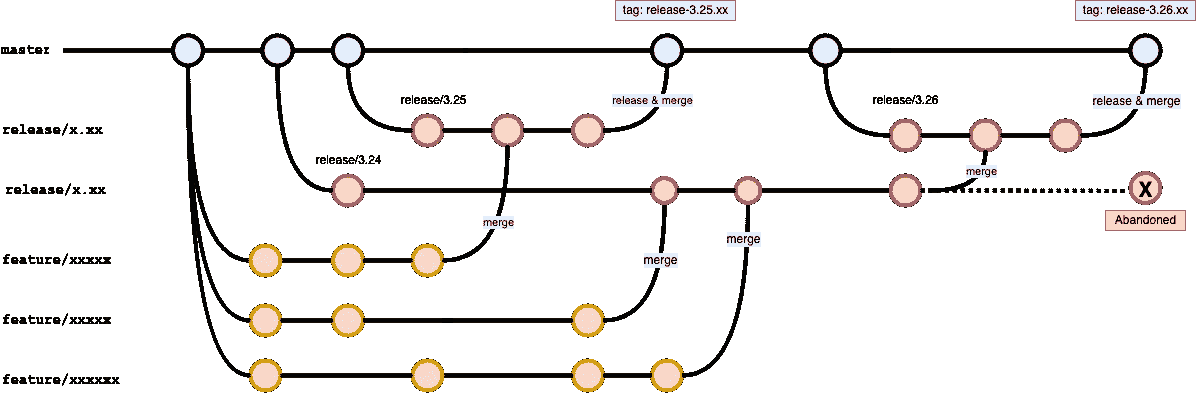 tag: release-3.25.xx
tag: release-3.26.xx
master
release/3.25
release & merge
release/3.26
release & merge
release/x.xx
release/3.24
merge
release/x.xx
X
Abandoned
merge
merge
merge
feature/xxxxx
feature/xxxxx
feature/xxxxxx